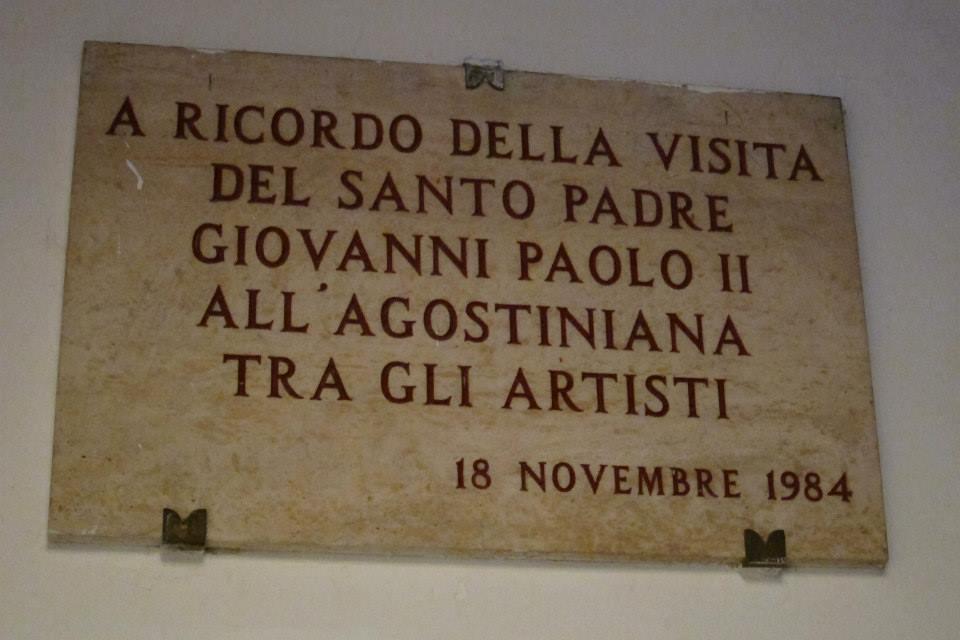 A RICORDO DELLA VISITA
DEL SANTO PADRE
GIOVANNI PAOLO II
ALL'AGOSTINIANA
TRA GLI ARTISTI
18 NOVEMBRE 1984